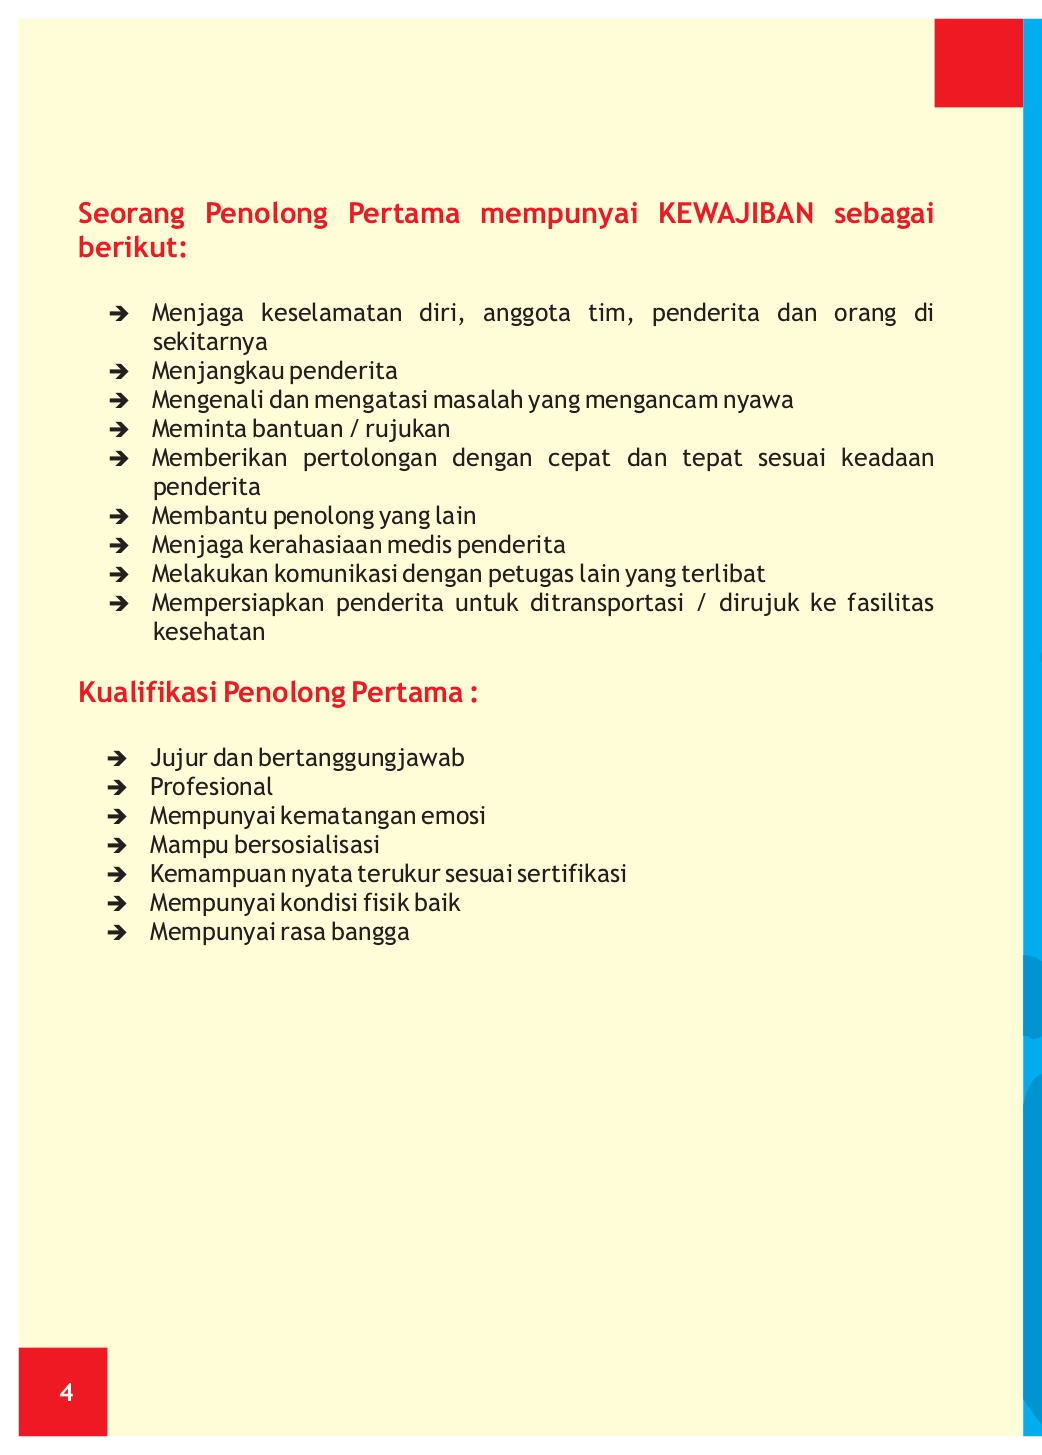 Seorang Penolong Pertama mempunyai KEWAJIBAN sebagai
berikut:
➔ Menjaga keselamatan diri, anggota tim, penderita dan orang di
sekitarnya
➔ Menjangkau penderita
➔ Mengenali dan mengatasi masalah yang mengancam nyawa
➔ Meminta bantuan / rujukan
➔ Memberikan pertolongan dengan cepat dan tepat sesuai keadaan
penderita
➔ Membantu penolong yang lain
➔ Menjaga kerahasiaan medis penderita
➔ Melakukan komunikasi dengan petugas lain yang terlibat
➔ Mempersiapkan penderita untuk ditransportasi / dirujuk ke fasilitas
kesehatan
Kualifikasi Penolong Pertama :
➔ Jujur dan bertanggungjawab
➔ Profesional
➔ Mempunyai kematangan emosi
➔ Mampu bersosialisasi
➔ Kemampuan nyata terukur sesuai sertifikasi
➔ Mempunyai kondisi fisik baik
➔ Mempunyai rasa bangga
4